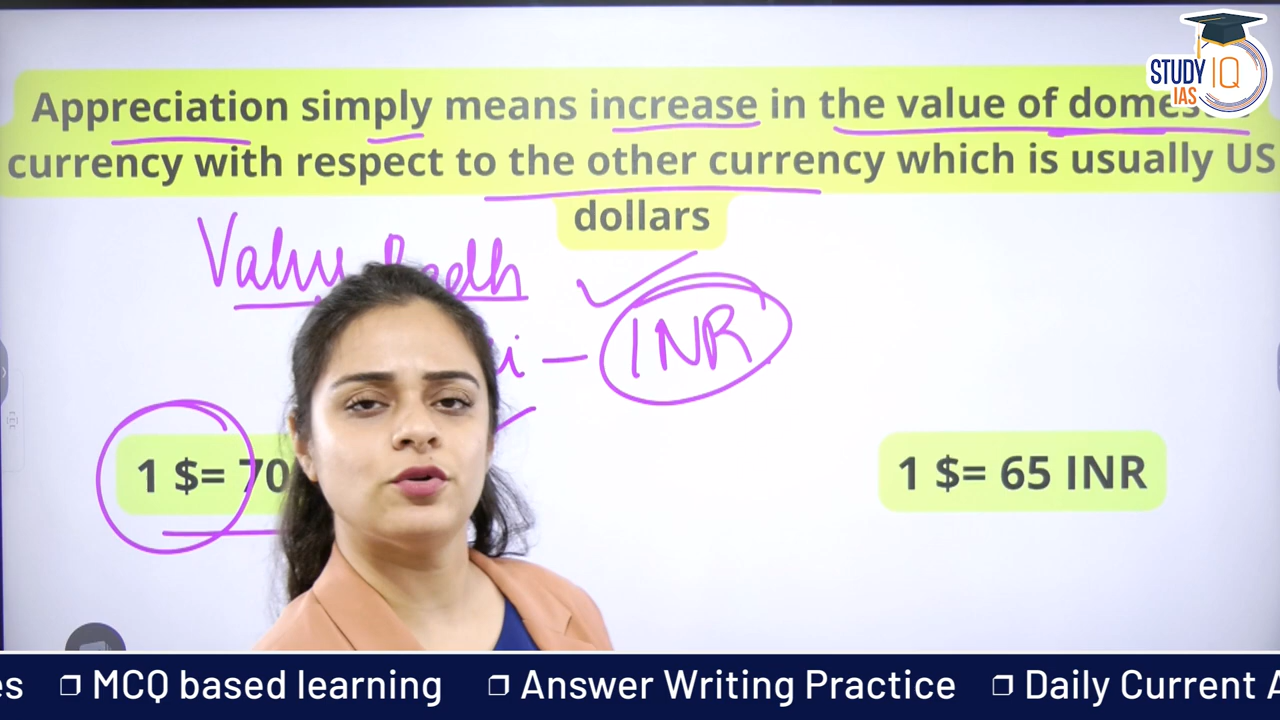 STUDY IQ
IAS
Appreciation simply means increase in the value of
currency with respect to the other currency which is usually US
dollars
INR
1 $= 70
1 $= 65 INR
MCQ based learning
Answer Writing Practice
Daily Current